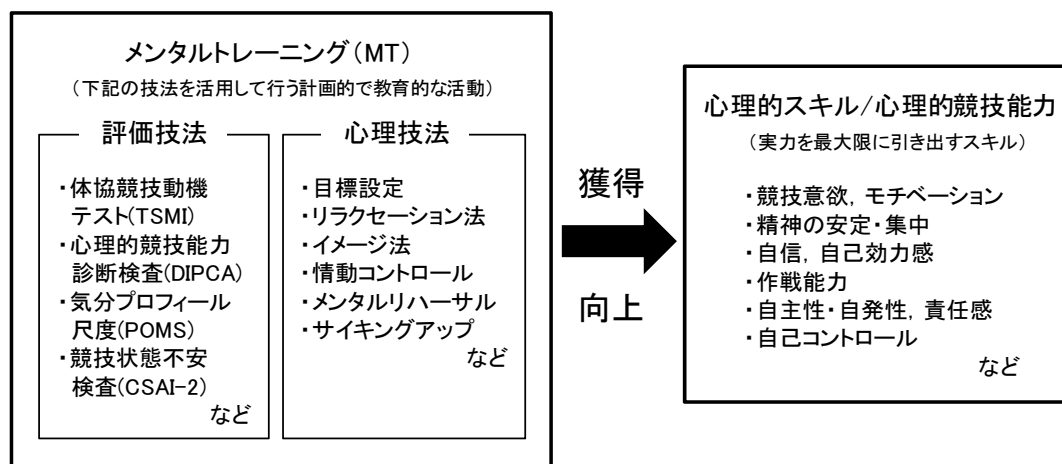 メンタルトレーニング(MT)
(下記の技法を活用して行う計画的で教育的な活動)
評価技法
・体協競技動機
テスト(TSMI)
・心理的競技能力
診断検査(DIPCA)
・気分プロフィール
尺度(POMS)
・競技状態不安
検査(CSAI-2)
など
心理技法
・目標設定
・リラクセーション法
・イメージ法
・情動コントロール
・メンタルリハーサル
・サイキングアップ
など
獲得
向上
心理的スキル/心理的競技能力
(実力を最大限に引き出すスキル)
・競技意欲, モチベーション
・精神の安定・集中
・自信, 自己効力感
・作戦能力
・自主性・自発性, 責任感
・自己コントロール
など